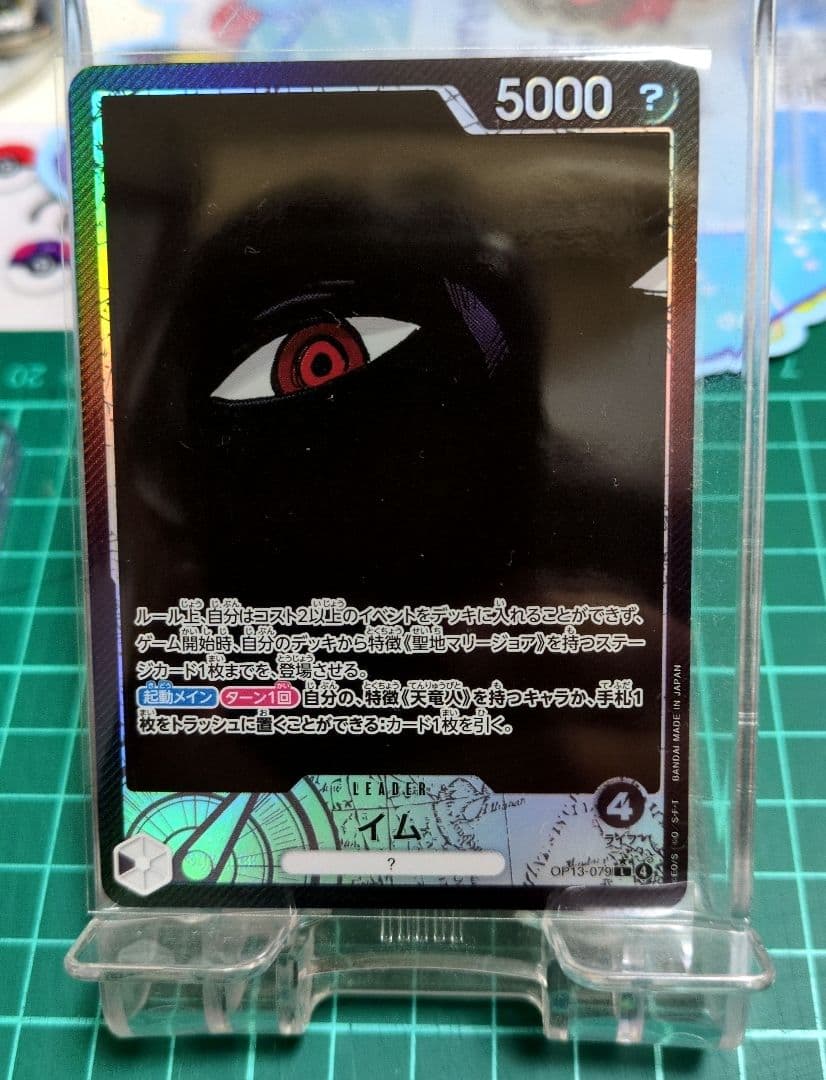 5000 ?
ルール上、自分はコスト2以上のイベントをデッキに入れることができず、
ゲーム開始時、自分のデッキから特徴《聖地マリージョア》を持つステー
ジカード1枚までを、登場させる。
起動メイン ターン1回 自分の、特徴《天竜人》を持つキャラか、手札1
枚をトラッシュに置くことができる:カード1枚を引く。
LEADER
4
イム
ライフ
?
OP13-079 L 4
BANDAI MADE IN JAPAN
20